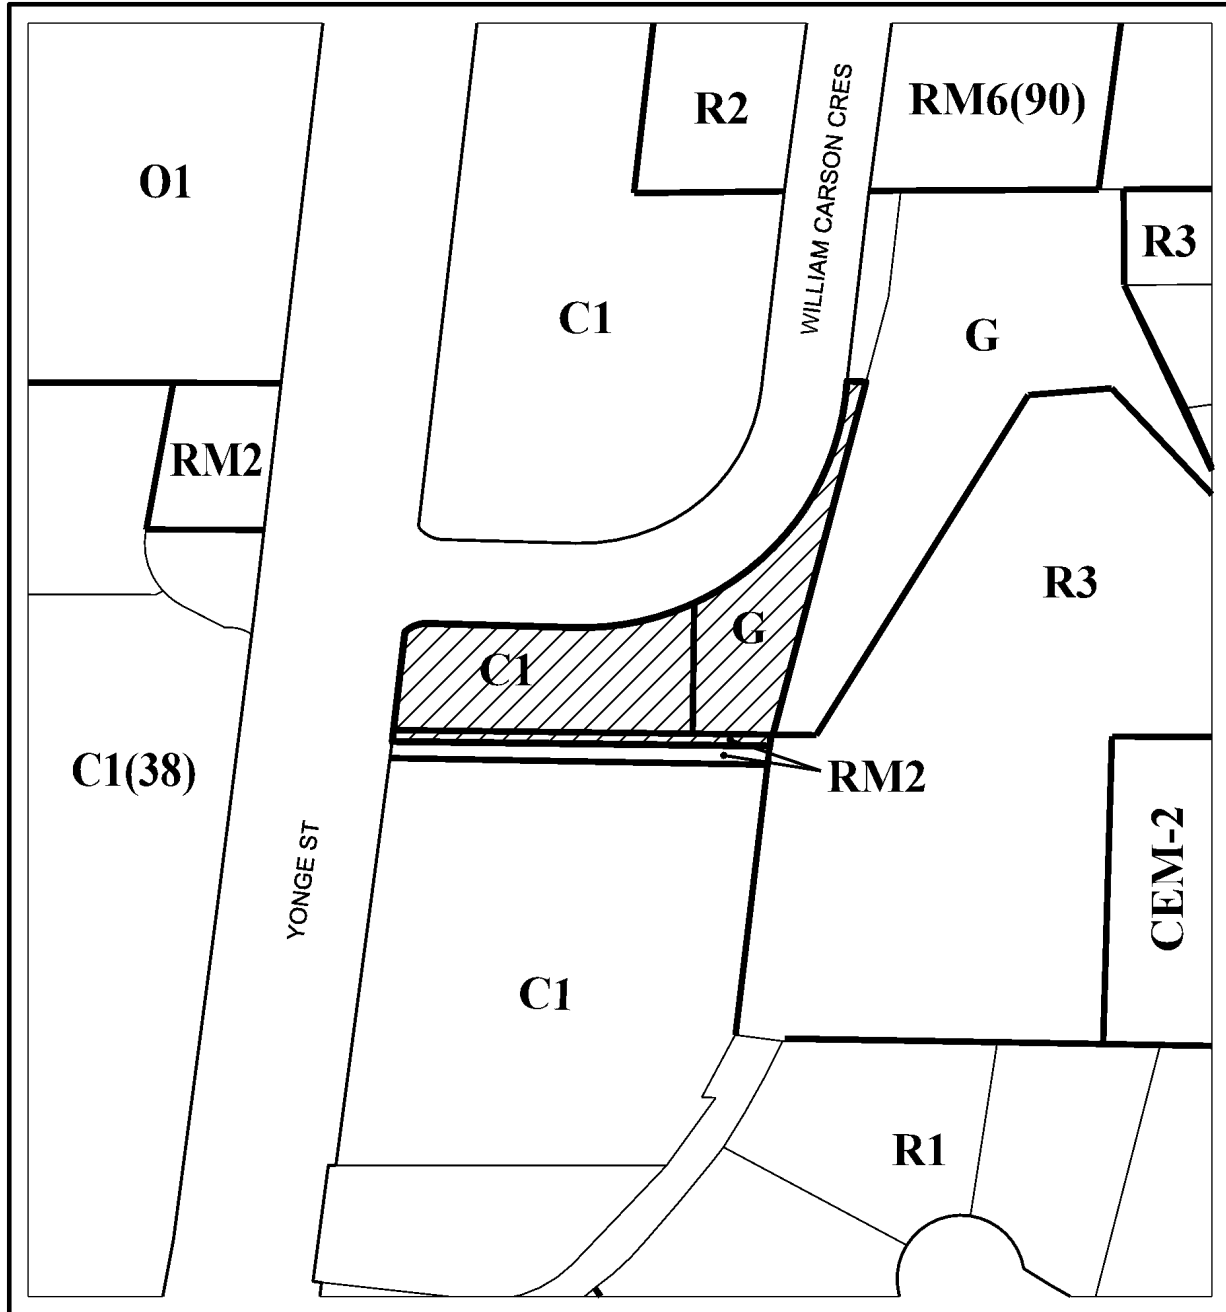 R2
WILLIAM CARSON CRES
RM6(90)
O1
R3
C1
G
RM2
R3
G
C1
C1(38)
RM2
YONGE ST
CEM-2
C1
R1